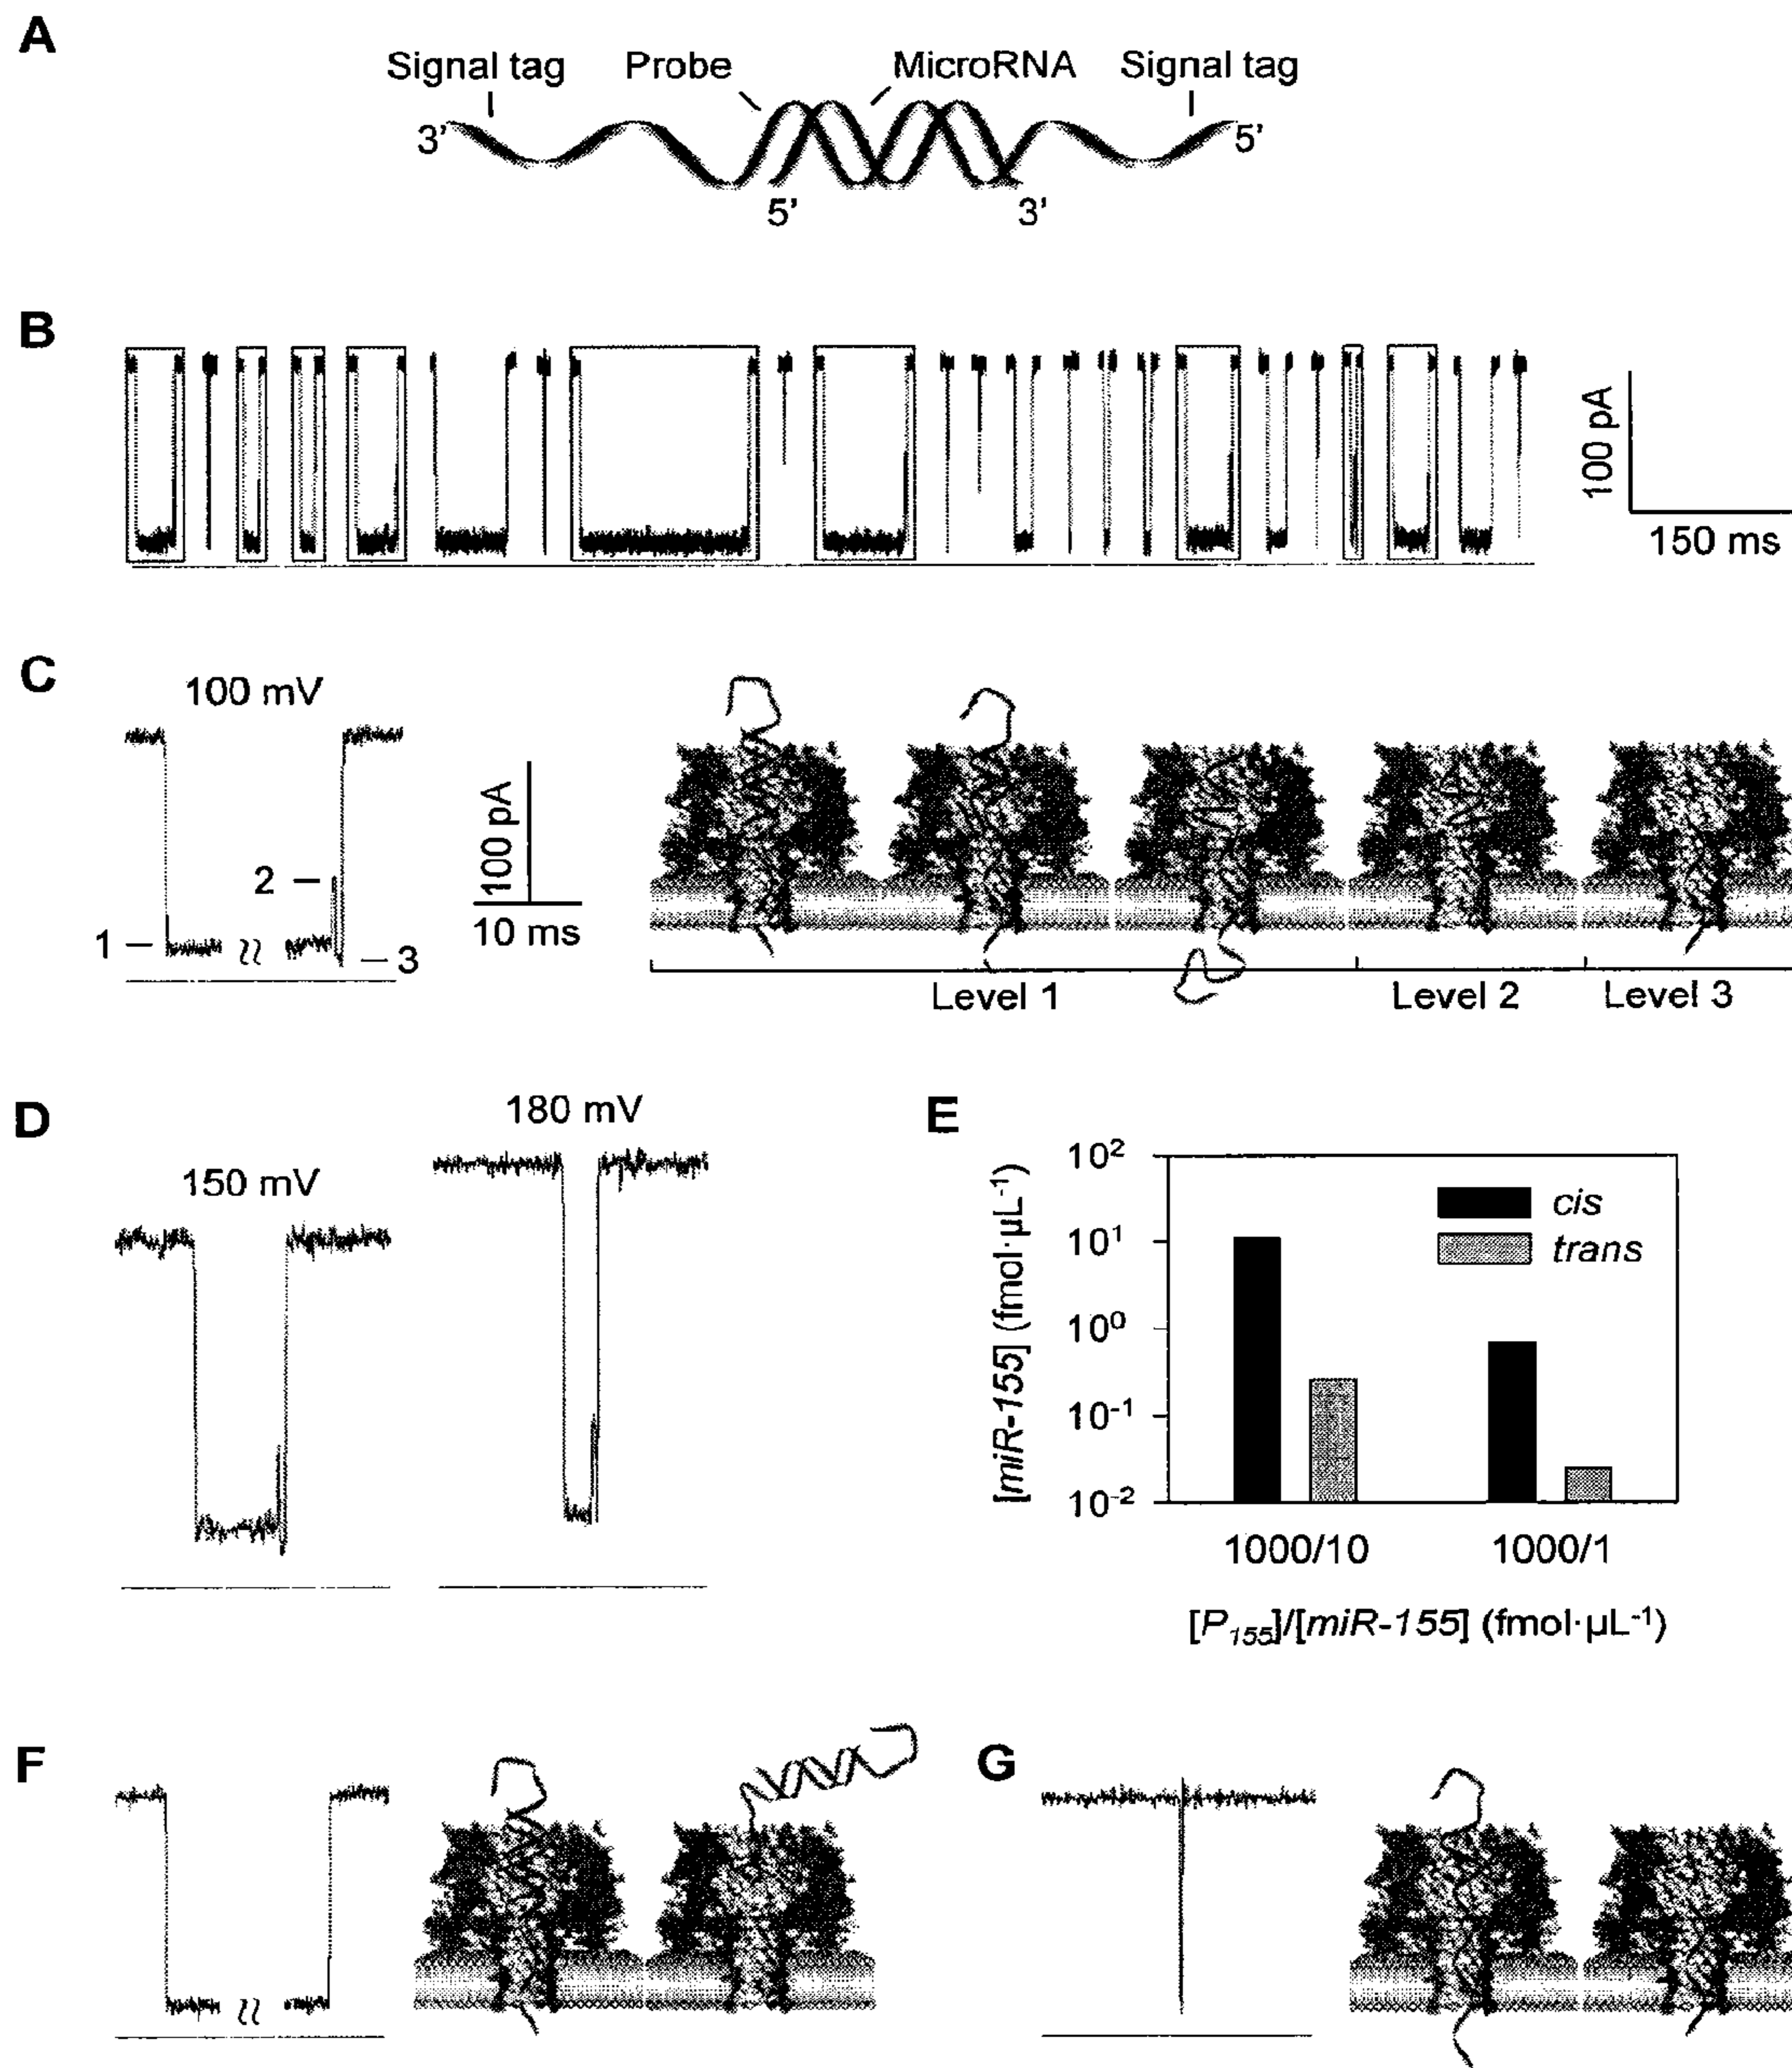 A
Signal tag Probe MicroRNA Signal tag
3' 5'
5' 3'
B
100 pA
150 ms
C
100 mV
1
2
3
100 pA
10 ms
Level 1 Level 2 Level 3
D
150 mV
180 mV
E
[miR-155] (fmol·µL⁻¹)
10²
10¹
10⁰
10⁻¹
10⁻²
cis
trans
1000/10 1000/1
[P₁₅₅]/[miR-155] (fmol·µL⁻¹)
F
G